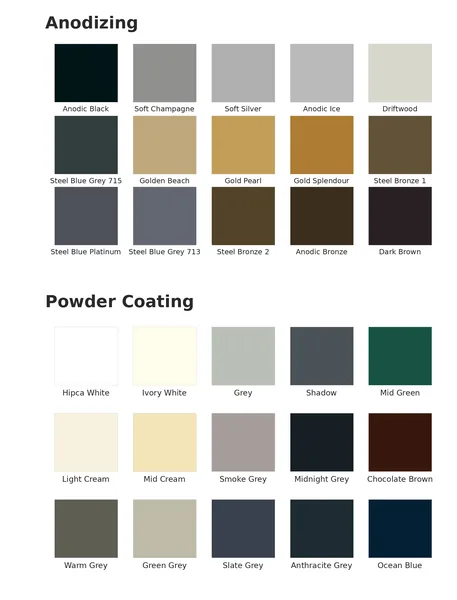 Anodizing
Anodic Black Soft Champagne Soft Silver Anodic Ice Driftwood
Steel Blue Grey 715 Golden Beach Gold Pearl Gold Splendour Steel Bronze 1
Steel Blue Platinum Steel Blue Grey 713 Steel Bronze 2 Anodic Bronze Dark Brown
Powder Coating
Hipca White Ivory White Grey Shadow Mid Green
Light Cream Mid Cream Smoke Grey Midnight Grey Chocolate Brown
Warm Grey Green Grey Slate Grey Anthracite Grey Ocean Blue